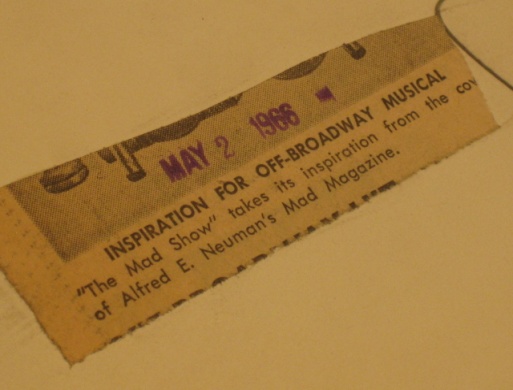 MAY 2 1966
INSPIRATION FOR OFF-BROADWAY MUSICAL
"The Mad Show" takes its inspiration from the cov
of Alfred E. Neuman's Mad Magazine.